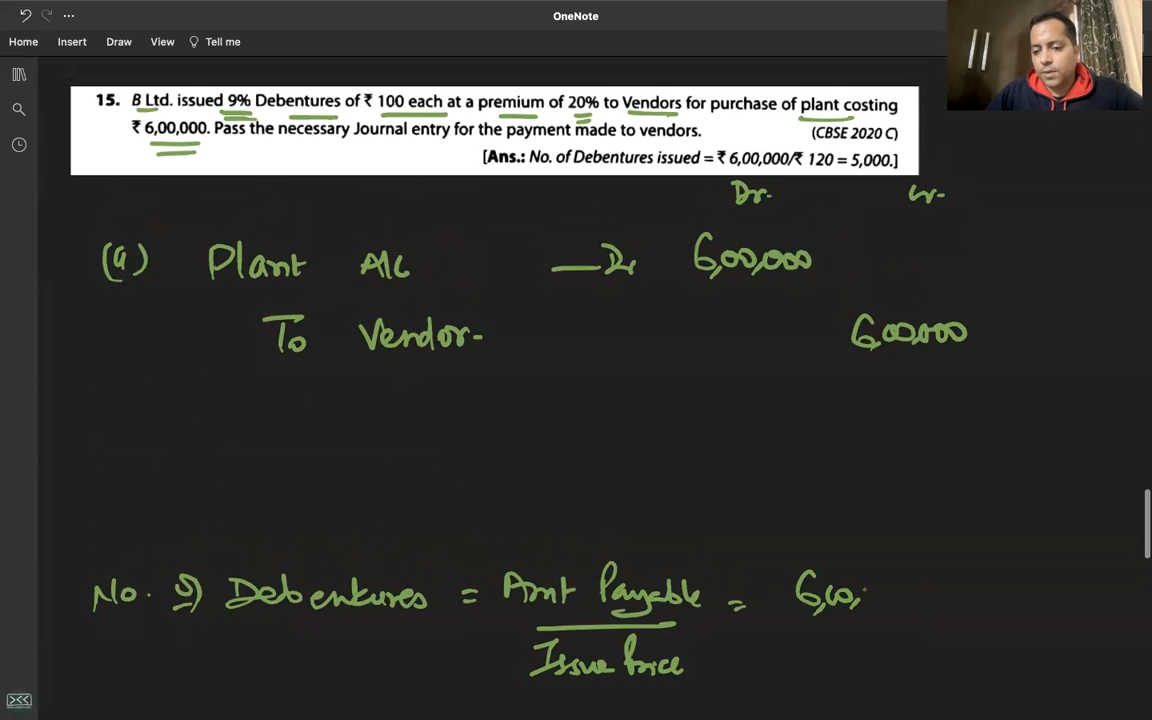 OneNote
Home Insert Draw View Tell me
15. B Ltd. issued 9% Debentures of ₹ 100 each at a premium of 20% to Vendors for purchase of plant costing
₹ 6,00,000. Pass the necessary Journal entry for the payment made to vendors. (CBSE 2020 C)
[Ans.: No. of Debentures issued = ₹ 6,00,000/₹ 120 = 5,000.]
Dr. Cr.
(a) Plant A/c — Dr 6,00,000
To Vendor 6,00,000
No. of Debentures = Amt Payable = 6,00,
Issue Price